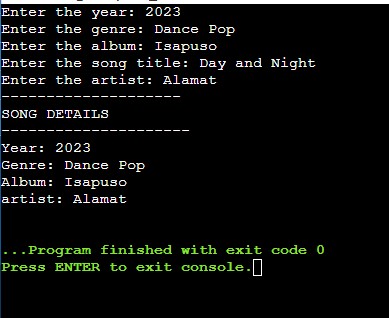 Enter the year: 2023
Enter the genre: Dance Pop
Enter the album: Isapuso
Enter the song title: Day and Night
Enter the artist: Alamat
--------------------
SONG DETAILS
---------------------
Year: 2023
Genre: Dance Pop
Album: Isapuso
artist: Alamat
...Program finished with exit code 0
Press ENTER to exit console.